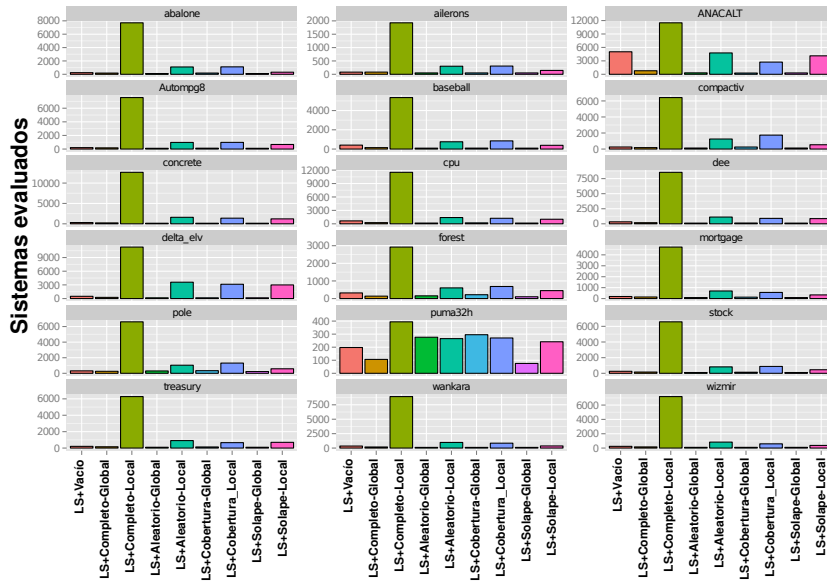 Sistemas evaluados
abalone
8000
6000
4000
2000
0
ailerons
2000
1500
1000
500
0
ANACALT
10000
5000
0
Autompg8
6000
4000
2000
0
baseball
4000
2000
0
compactiv
6000
4000
2000
0
concrete
10000
5000
0
cpu
12000
9000
6000
3000
0
dee
7500
5000
2500
0
delta_elv
9000
6000
3000
0
forest
3000
2000
1000
0
mortgage
4000
2000
0
pole
6000
4000
2000
0
puma32h
400
300
200
100
0
stock
6000
4000
2000
0
treasury
6000
4000
2000
0
wankara
7500
5000
2500
0
wizmir
6000
4000
2000
0
LS+Vacío
LS+Completo-Global
LS+Completo-Local
LS+Aleatorio-Global
LS+Aleatorio-Local
LS+Cobertura-Global
LS+Cobertura_Local
LS+Solape-Global
LS+Solape-Local
LS+Vacío
LS+Completo-Global
LS+Completo-Local
LS+Aleatorio-Global
LS+Aleatorio-Local
LS+Cobertura-Global
LS+Cobertura_Local
LS+Solape-Global
LS+Solape-Local
LS+Vacío
LS+Completo-Global
LS+Completo-Local
LS+Aleatorio-Global
LS+Aleatorio-Local
LS+Cobertura-Global
LS+Cobertura_Local
LS+Solape-Global
LS+Solape-Local